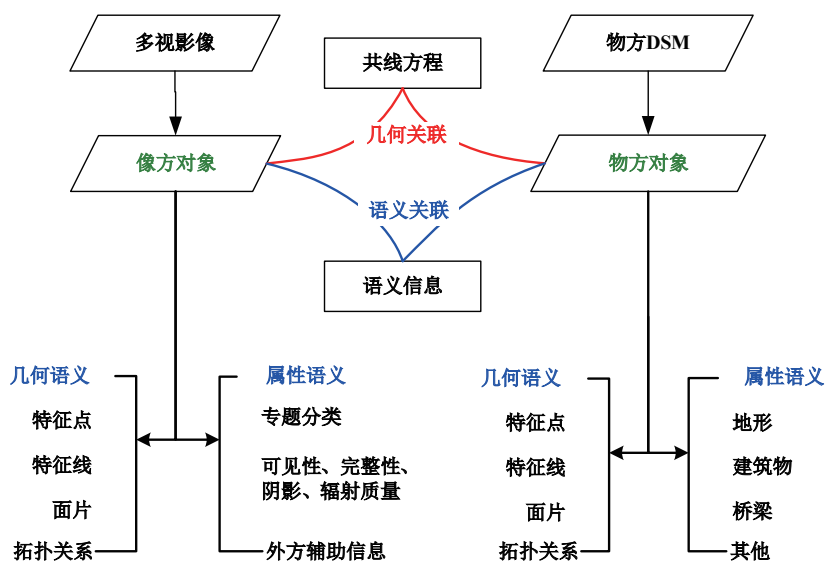 多视影像
共线方程
物方DSM
几何关联
像方对象
物方对象
语义关联
语义信息
几何语义
特征点
特征线
面片
拓扑关系
属性语义
专题分类
可见性、完整性、
阴影、辐射质量
外方辅助信息
几何语义
特征点
特征线
面片
拓扑关系
属性语义
地形
建筑物
桥梁
其他